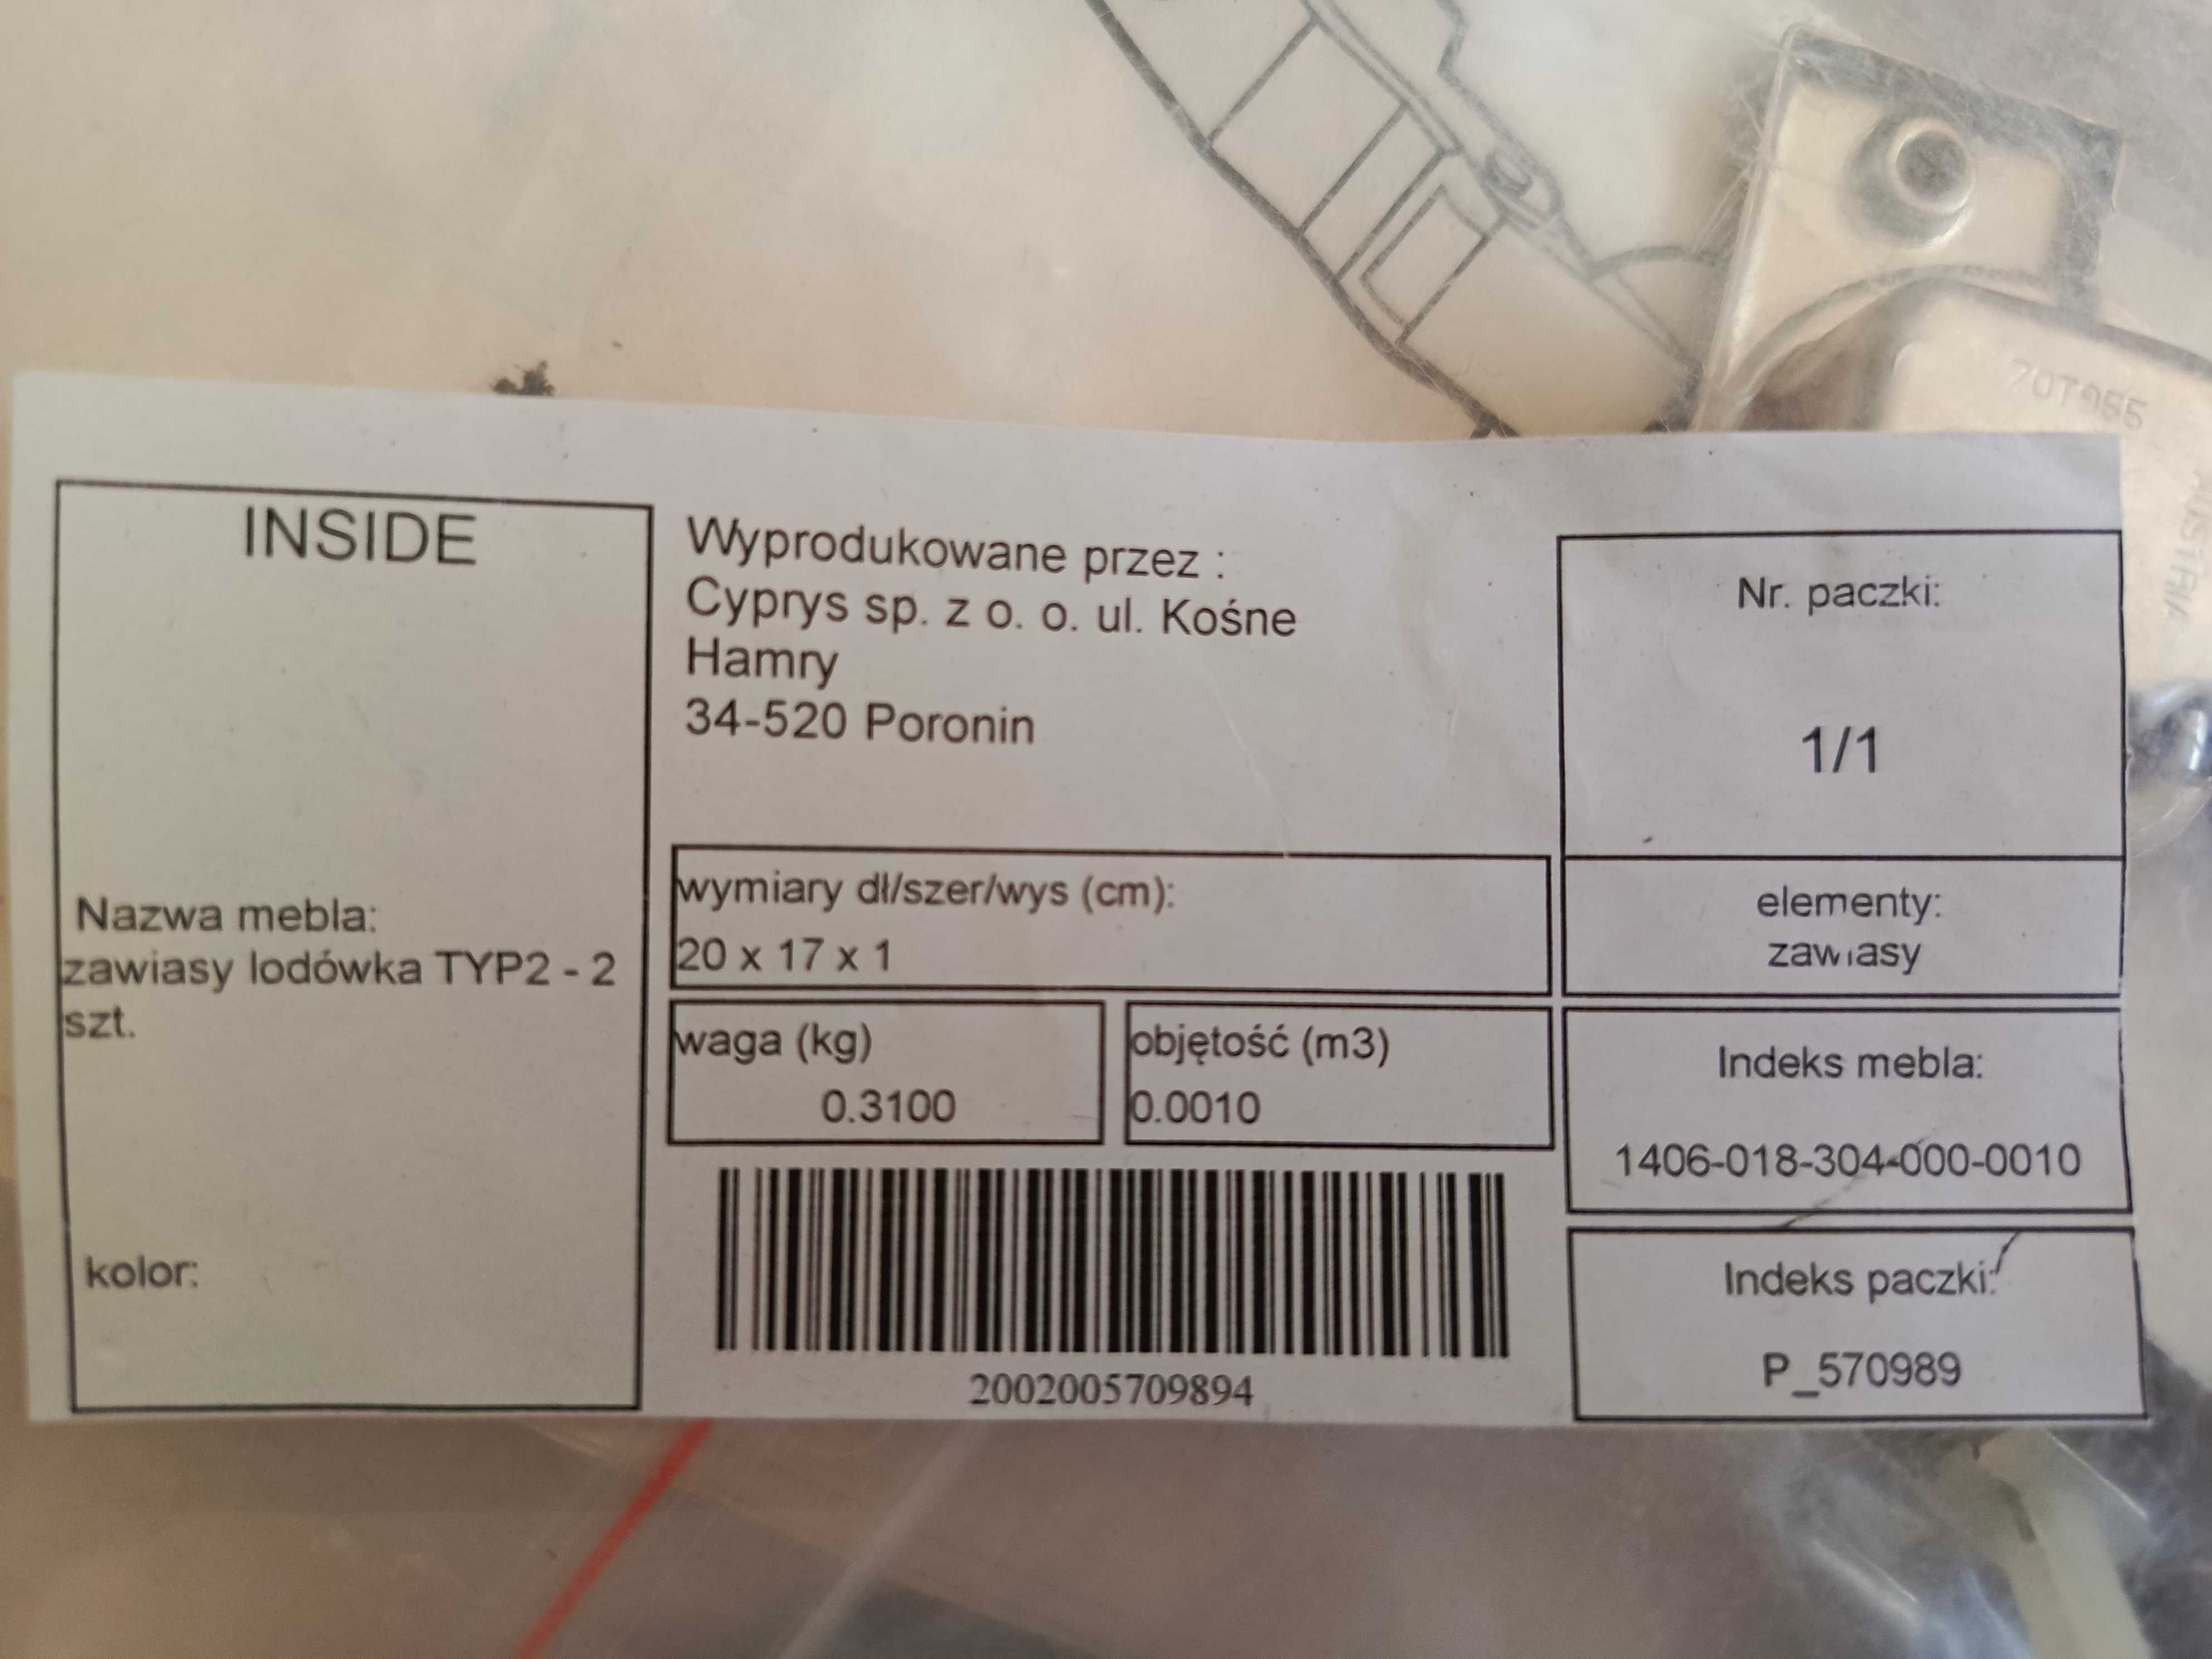 INSIDE
Nazwa mebla:
zawiasy lodówka TYP2 - 2
szt.
kolor:
Wyprodukowane przez :
Cyprys sp. z o. o. ul. Kośne
Hamry
34-520 Poronin
wymiary dł/szer/wys (cm):
20 x 17 x 1
waga (kg)
0.3100
objętość (m3)
0.0010
2002005709894
Nr. paczki:
1/1
elementy:
zawiasy
Indeks mebla:
1406-018-304-000-0010
Indeks paczki:
P_570989
AUSTRIA